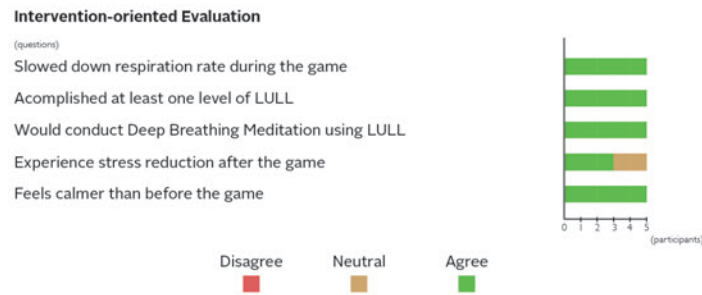 Intervention-oriented Evaluation
(questions)
Slowed down respiration rate during the game
Acomplished at least one level of LULL
Would conduct Deep Breathing Meditation using LULL
Experience stress reduction after the game
Feels calmer than before the game
0 1 2 3 4 5
(participants)
Disagree Neutral Agree